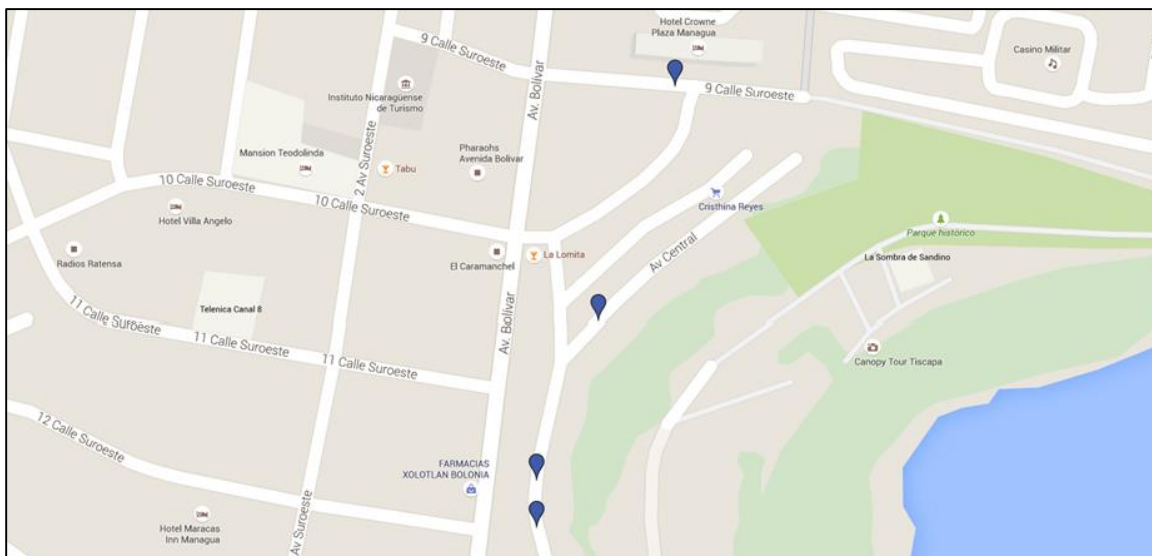 Hotel Crowne
Plaza Managua
Casino Militar
9 Calle Suroeste
9 Calle Suroeste
Av. Bolívar
Instituto Nicaragüense
de Turismo
Mansion Teodolinda
2 Av Suroeste
Tabu
Pharaohs
Avenida Bolivar
10 Calle Suroeste
10 Calle Suroeste
Cristhina Reyes
Hotel Villa Angelo
Parque histórico
Radios Ratensa
El Caramanchel
La Lomita
Av Central
La Sombra de Sandino
11 Calle Suroeste
Telenica Canal 8
11 Calle Suroeste
11 Calle Suroeste
Av. Bolívar
Canopy Tour Tiscapa
12 Calle Suroeste
FARMACIAS
XOLOTLAN BOLONIA
Av Suroeste
Hotel Maracas
Inn Managua